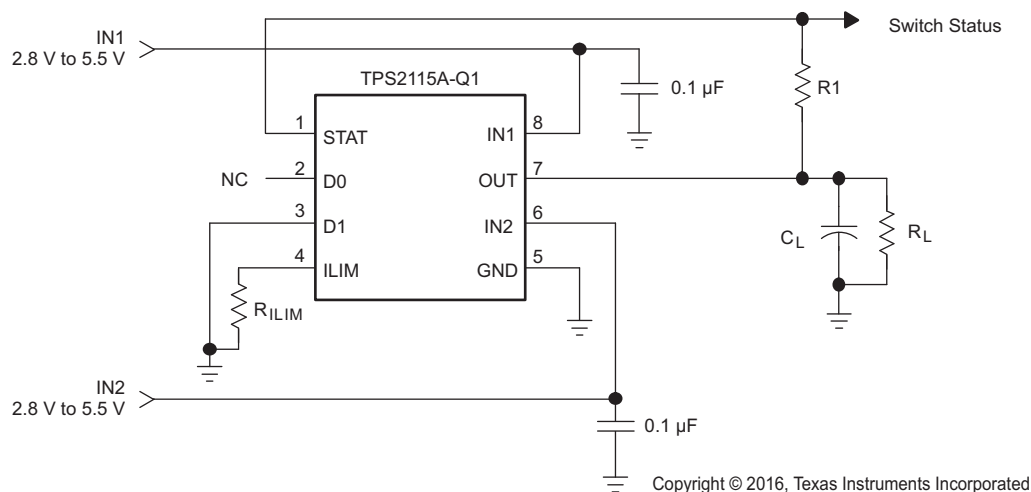 Switch Status
IN1
2.8 V to 5.5 V
TPS2115A-Q1
0.1 µF
R1
1
STAT
IN1
8
NC
2
D0
OUT
7
3
D1
IN2
6
4
ILIM
GND
5
CL
RL
RILIM
IN2
2.8 V to 5.5 V
0.1 µF
Copyright © 2016, Texas Instruments Incorporated